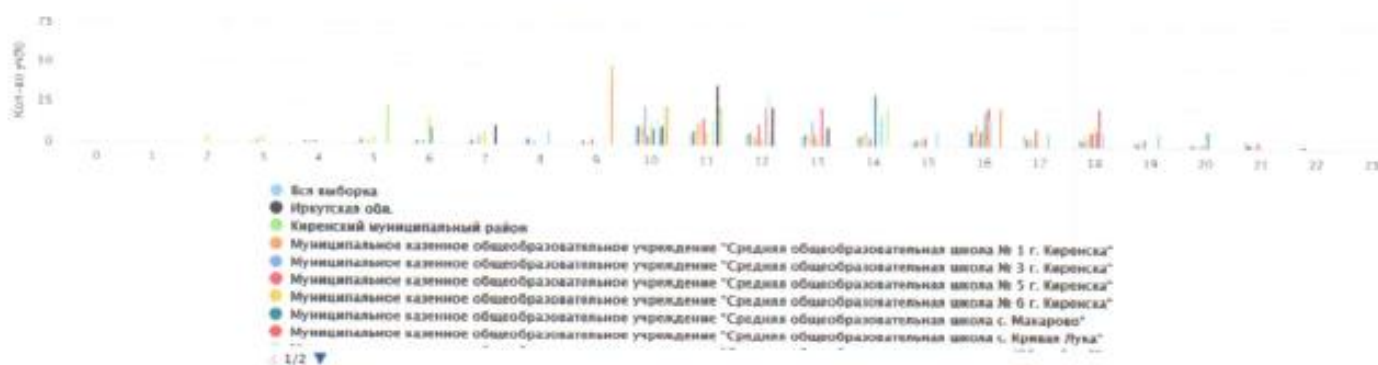 75
50
25
0
Кол-во уч(%)
0 1 2 3 4 5 6 7 8 9 10 11 12 13 14 15 16 17 18 19 20 21 22 23
Вся выборка
Иркутская обл.
Киренский муниципальный район
Муниципальное казенное общеобразовательное учреждение "Средняя общеобразовательная школа № 1 г. Киренска"
Муниципальное казенное общеобразовательное учреждение "Средняя общеобразовательная школа № 3 г. Киренска"
Муниципальное казенное общеобразовательное учреждение "Средняя общеобразовательная школа № 5 г. Киренска"
Муниципальное казенное общеобразовательное учреждение "Средняя общеобразовательная школа № 6 г. Киренска"
Муниципальное казенное общеобразовательное учреждение "Средняя общеобразовательная школа с. Макарово"
Муниципальное казенное общеобразовательное учреждение "Средняя общеобразовательная школа с. Кривая Лука"
1/2